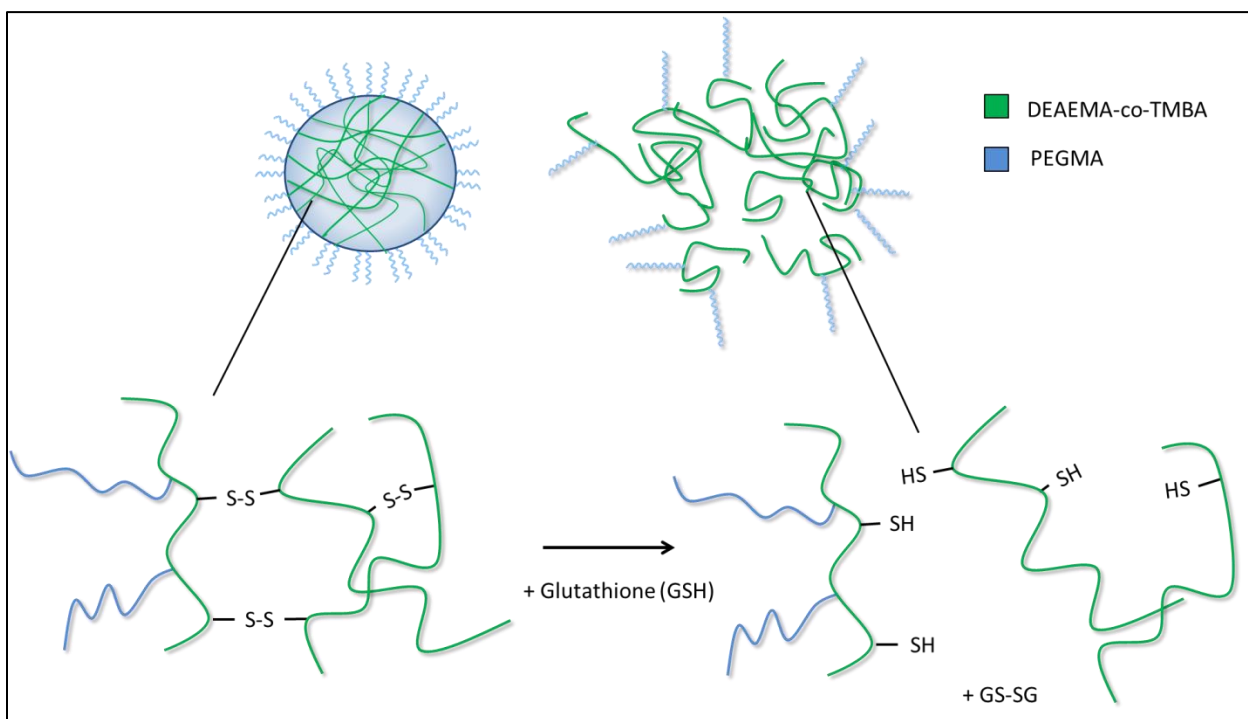 DEAEMA-co-TMBA
PEGMA
S-S
S-S
S-S
+ Glutathione (GSH)
HS
SH
HS
SH
SH
+ GS-SG